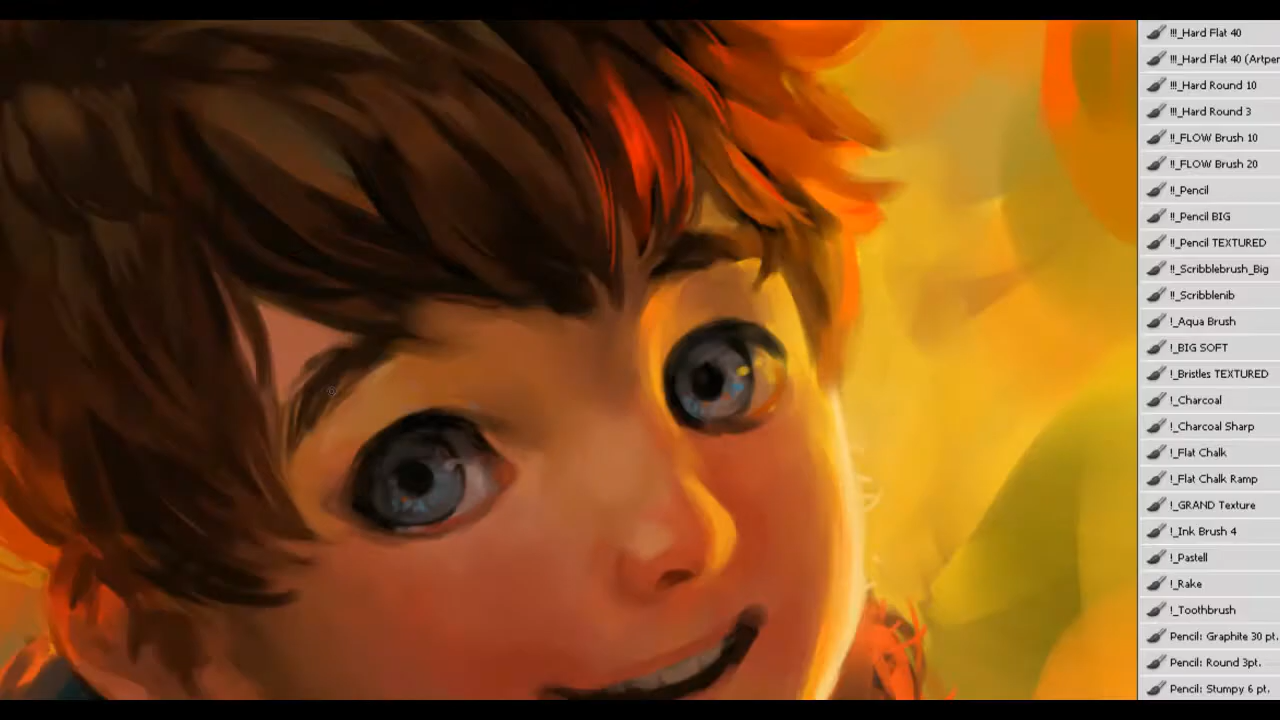 !!!_Hard Flat 40
!!!_Hard Flat 40 (Artper
!!!_Hard Round 10
!!!_Hard Round 3
!!_FLOW Brush 10
!!_FLOW Brush 20
!!_Pencil
!!_Pencil BIG
!!_Pencil TEXTURED
!!_Scribblebrush_Big
!!_Scribblenib
!_Aqua Brush
!_BIG SOFT
!_Bristles TEXTURED
!_Charcoal
!_Charcoal Sharp
!_Flat Chalk
!_Flat Chalk Ramp
!_GRAND Texture
!_Ink Brush 4
!_Pastell
!_Rake
!_Toothbrush
Pencil: Graphite 30 pt.
Pencil: Round 3pt.
Pencil: Stumpy 6 pt.